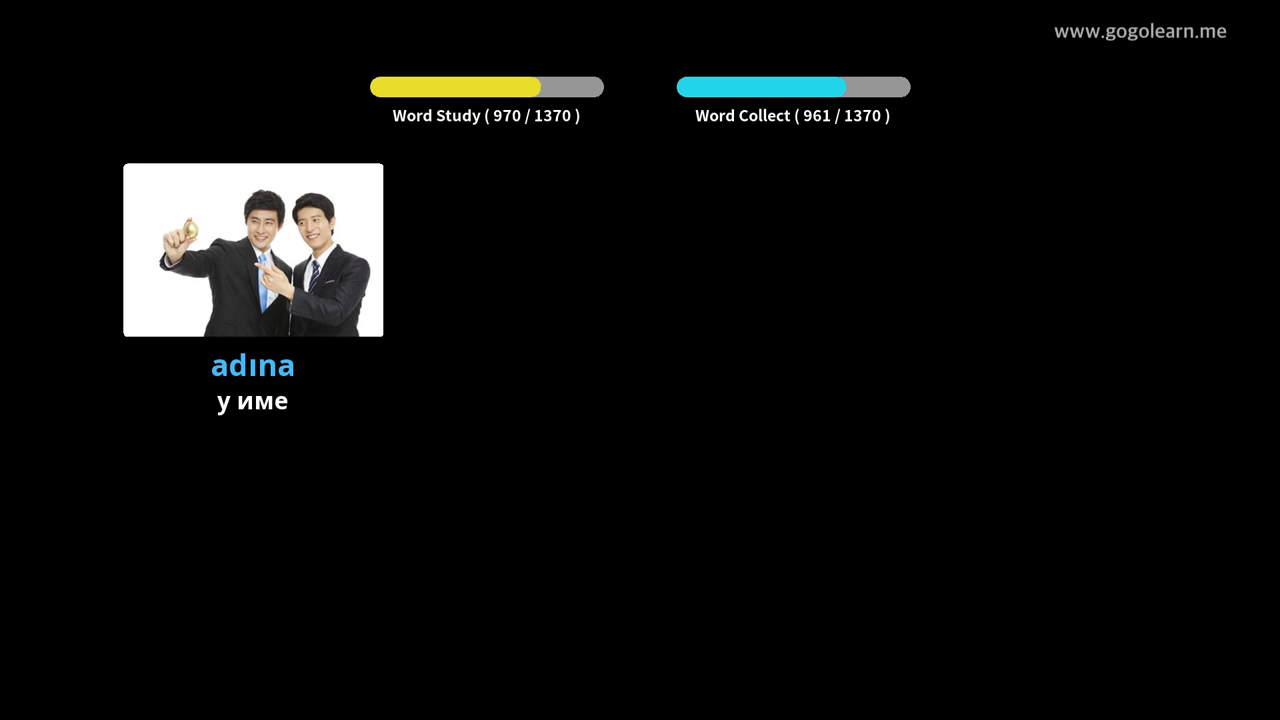 www.gogolearn.me
Word Study ( 970 / 1370 )
Word Collect ( 961 / 1370 )
adına
у име